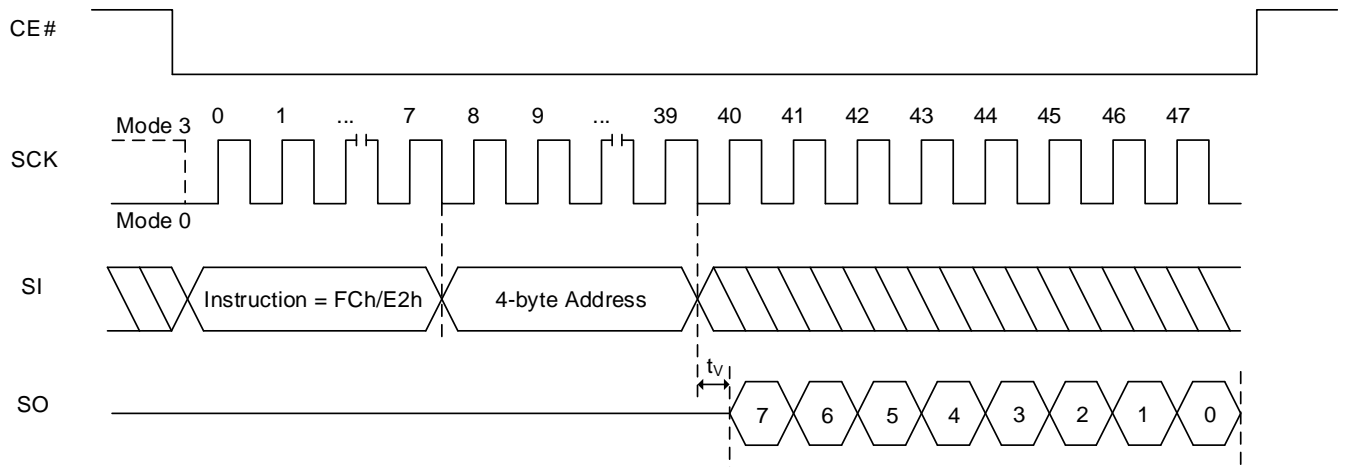 CE#
0 1 ... 7 8 9 ... 39 40 41 42 43 44 45 46 47
Mode 3
SCK
Mode 0
SI
Instruction = FCh/E2h
4-byte Address
tV
SO
7 6 5 4 3 2 1 0